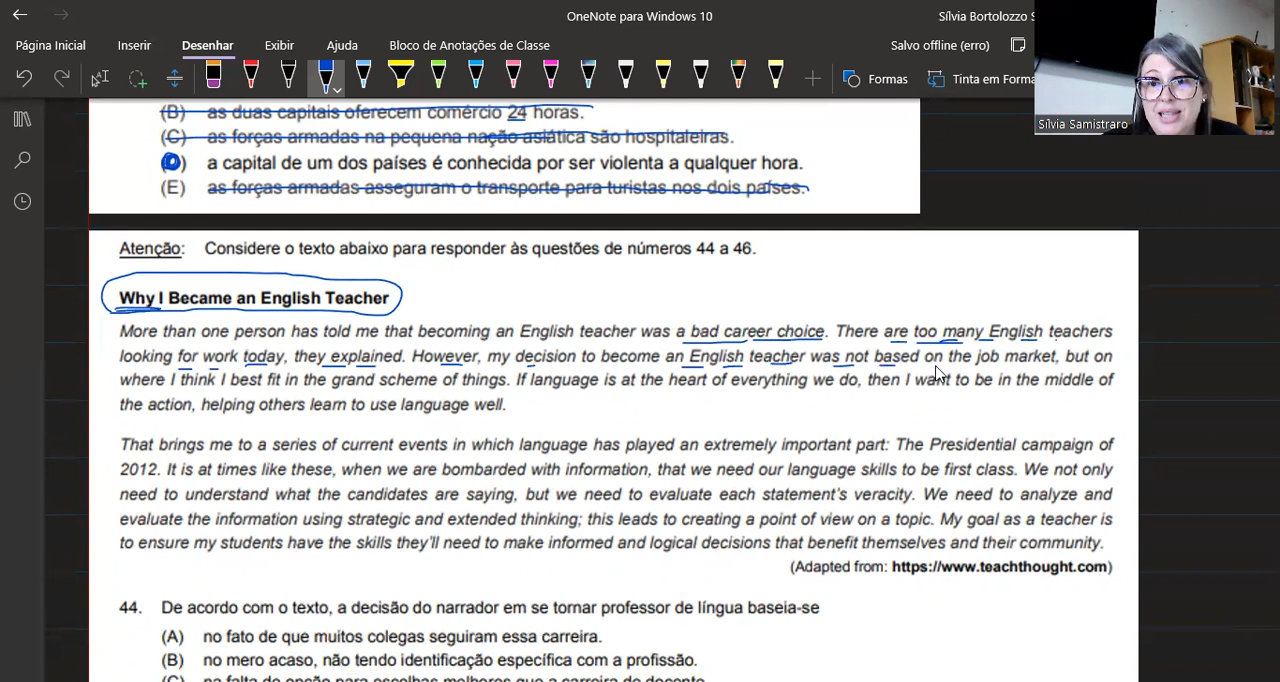 OneNote para Windows 10
Sílvia Bortolozzo S
Página Inicial Inserir Desenhar Exibir Ajuda Bloco de Anotações de Classe Salvo offline (erro)
Formas Tinta em Forma
Sílvia Samistraro
(B) as duas capitais oferecem comércio 24 horas.
(C) as forças armadas na pequena nação asiática são hospitaleiras.
(D) a capital de um dos países é conhecida por ser violenta a qualquer hora.
(E) as forças armadas asseguram o transporte para turistas nos dois países.
Atenção: Considere o texto abaixo para responder às questões de números 44 a 46.
Why I Became an English Teacher
More than one person has told me that becoming an English teacher was a bad career choice. There are too many English teachers
looking for work today, they explained. However, my decision to become an English teacher was not based on the job market, but on
where I think I best fit in the grand scheme of things. If language is at the heart of everything we do, then I want to be in the middle of
the action, helping others learn to use language well.
That brings me to a series of current events in which language has played an extremely important part: The Presidential campaign of
2012. It is at times like these, when we are bombarded with information, that we need our language skills to be first class. We not only
need to understand what the candidates are saying, but we need to evaluate each statement's veracity. We need to analyze and
evaluate the information using strategic and extended thinking; this leads to creating a point of view on a topic. My goal as a teacher is
to ensure my students have the skills they'll need to make informed and logical decisions that benefit themselves and their community.
(Adapted from: https://www.teachthought.com)
44. De acordo com o texto, a decisão do narrador em se tornar professor de língua baseia-se
(A) no fato de que muitos colegas seguiram essa carreira.
(B) no mero acaso, não tendo identificação específica com a profissão.
(C) na falta de opção para escolhas melhores que a carreira de docente.